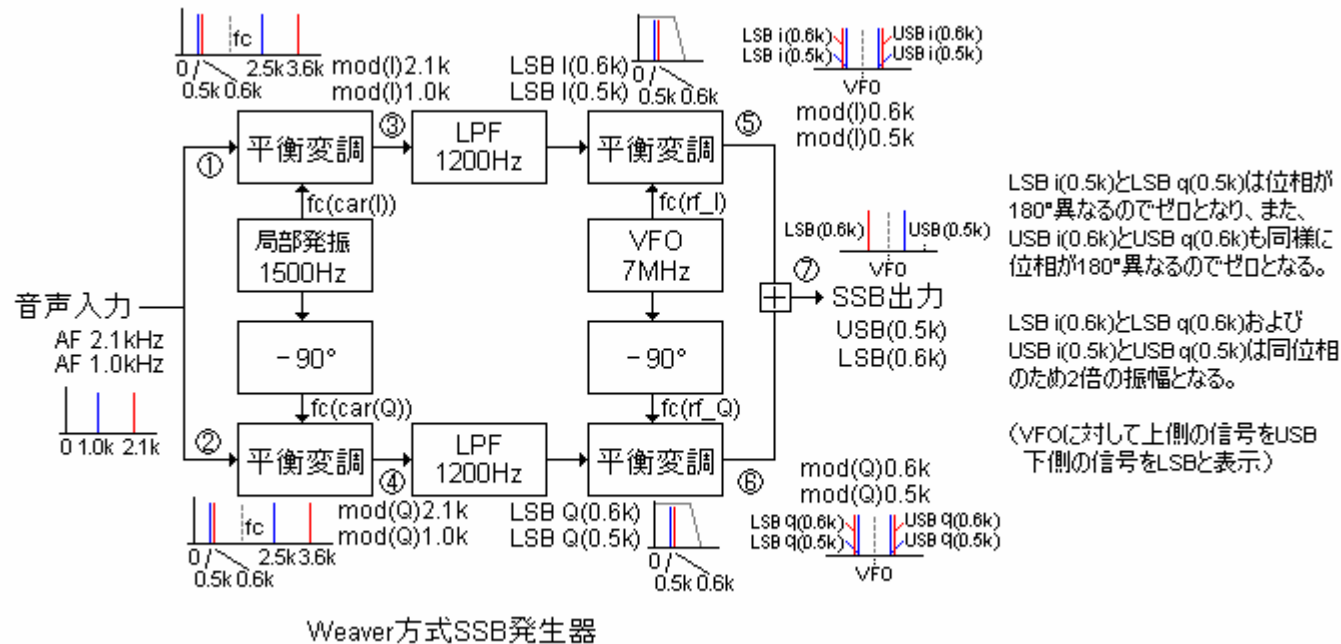 fc
0
2.5k 3.6k
0.5k 0.6k
mod(I)2.1k
mod(I)1.0k
LSB I(0.6k)
LSB I(0.5k)
0
0.5k 0.6k
LSB i(0.6k)
LSB i(0.5k)
USB i(0.6k)
USB i(0.5k)
VFO
mod(I)0.6k
mod(I)0.5k
①
平衡変調
③
LPF
1200Hz
平衡変調
⑤
fc(car(I))
fc(rf_I)
局部発振
1500Hz
VFO
7MHz
LSB(0.6k)
USB(0.5k)
VFO
⑦
音声入力
AF 2.1kHz
AF 1.0kHz
0 1.0k 2.1k
+
SSB出力
USB(0.5k)
LSB(0.6k)
-90°
-90°
fc(car(Q))
fc(rf_Q)
②
平衡変調
④
LPF
1200Hz
平衡変調
⑥
fc
0
2.5k 3.6k
0.5k 0.6k
mod(Q)2.1k
mod(Q)1.0k
LSB Q(0.6k)
LSB Q(0.5k)
0
0.5k 0.6k
mod(Q)0.6k
mod(Q)0.5k
LSB q(0.6k)
LSB q(0.5k)
USB q(0.6k)
USB q(0.5k)
VFO
LSB i(0.5k)とLSB q(0.5k)は位相が
180°異なるのでゼロとなり、また、
USB i(0.6k)とUSB q(0.6k)も同様に
位相が180°異なるのでゼロとなる。
LSB i(0.6k)とLSB q(0.6k)および
USB i(0.5k)とUSB q(0.5k)は同位相
のため2倍の振幅となる。
(VFOに対して上側の信号をUSB
下側の信号をLSBと表示)
Weaver方式SSB発生器